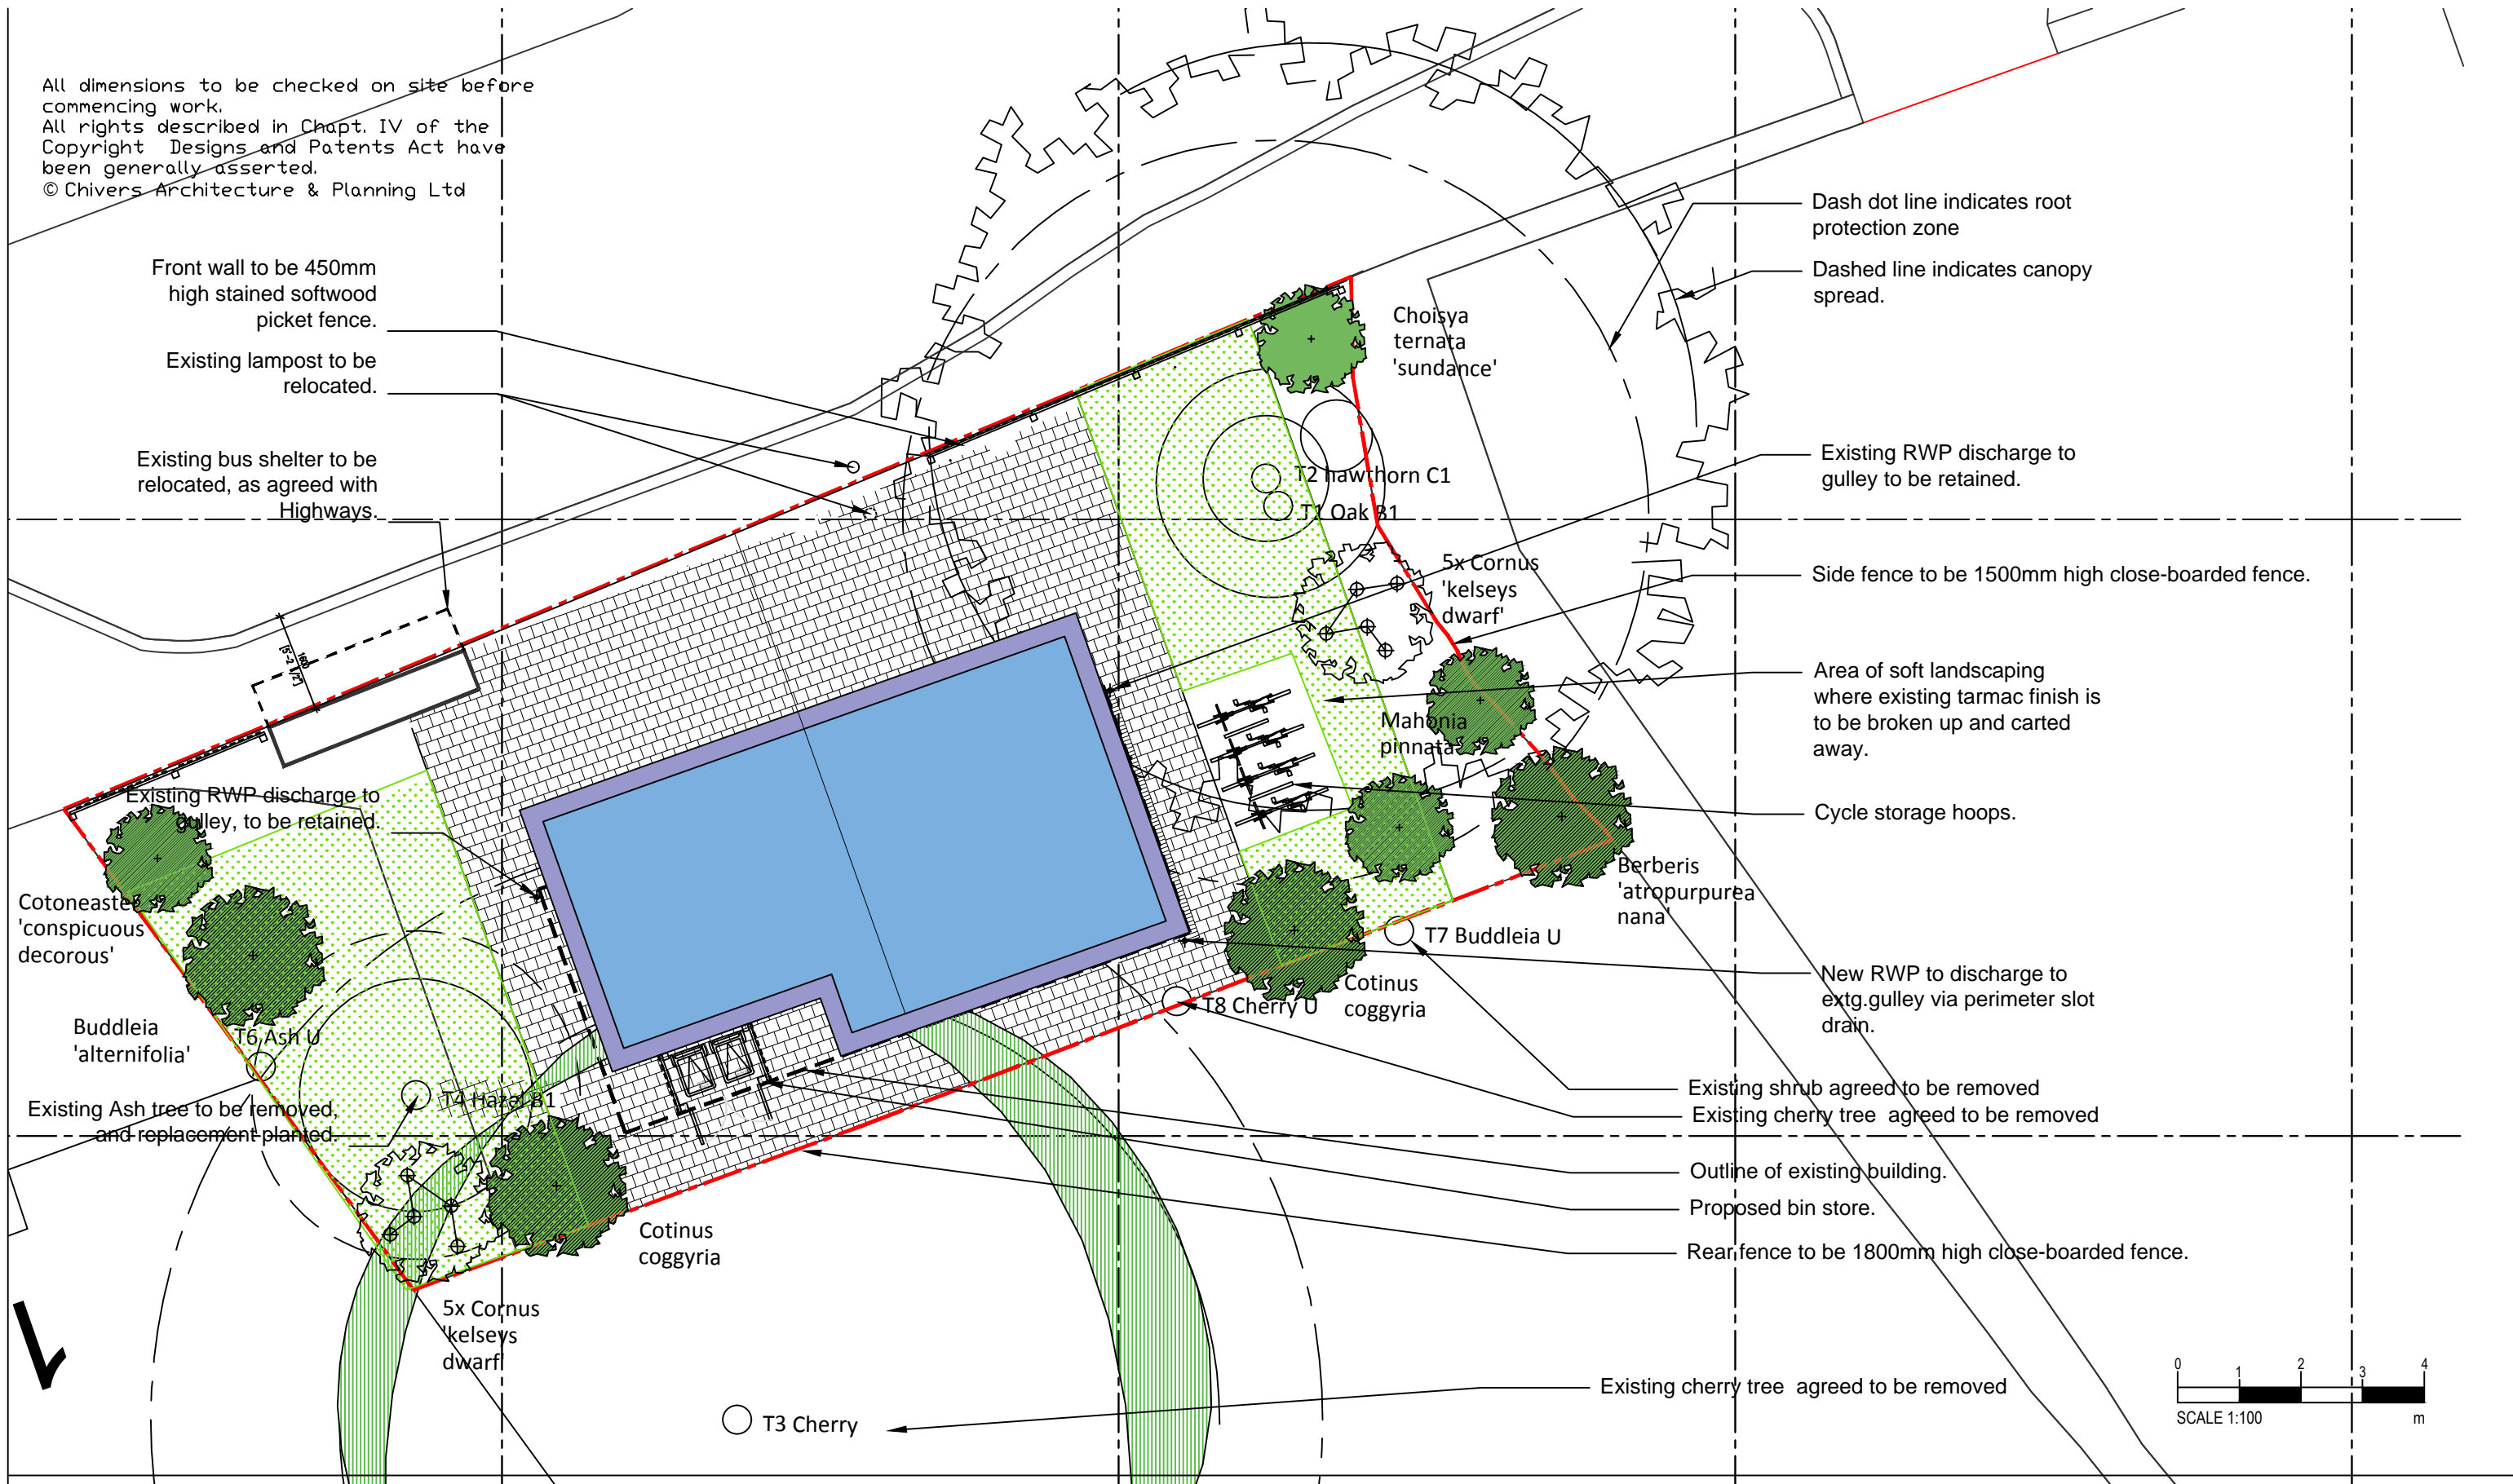 All dimensions to be checked on site before
commencing work.
All rights described in Chapt. IV of the
Copyright Designs and Patents Act have
been generally asserted.
© Chivers Architecture & Planning Ltd
Front wall to be 450mm
high stained softwood
picket fence.
Existing lampost to be
relocated.
Existing bus shelter to be
relocated, as agreed with
Highways.
1600
[5'-2 1/2"]
Existing RWP discharge to
gulley, to be retained.
Cotoneaster
'conspicuous
decorous'
Buddleia
'alternifolia'
T6 Ash U
Existing Ash tree to be removed,
and replacement planted.
T4 Hazel B1
5x Cornus
'kelseys
dwarf'
Cotinus
coggyria
T3 Cherry
Choisya
ternata
'sundance'
T2 hawthorn C1
T1 Oak B1
5x Cornus
'kelseys
dwarf'
Mahonia
pinnata
Berberis
'atropurpurea
nana'
T7 Buddleia U
Cotinus
coggyria
T8 Cherry U
Dash dot line indicates root
protection zone
Dashed line indicates canopy
spread.
Existing RWP discharge to
gulley to be retained.
Side fence to be 1500mm high close-boarded fence.
Area of soft landscaping
where existing tarmac finish is
to be broken up and carted
away.
Cycle storage hoops.
New RWP to discharge to
extg.gulley via perimeter slot
drain.
Existing shrub agreed to be removed
Existing cherry tree agreed to be removed
Outline of existing building.
Proposed bin store.
Rear fence to be 1800mm high close-boarded fence.
Existing cherry tree agreed to be removed
0 1 2 3 4
SCALE 1:100 m